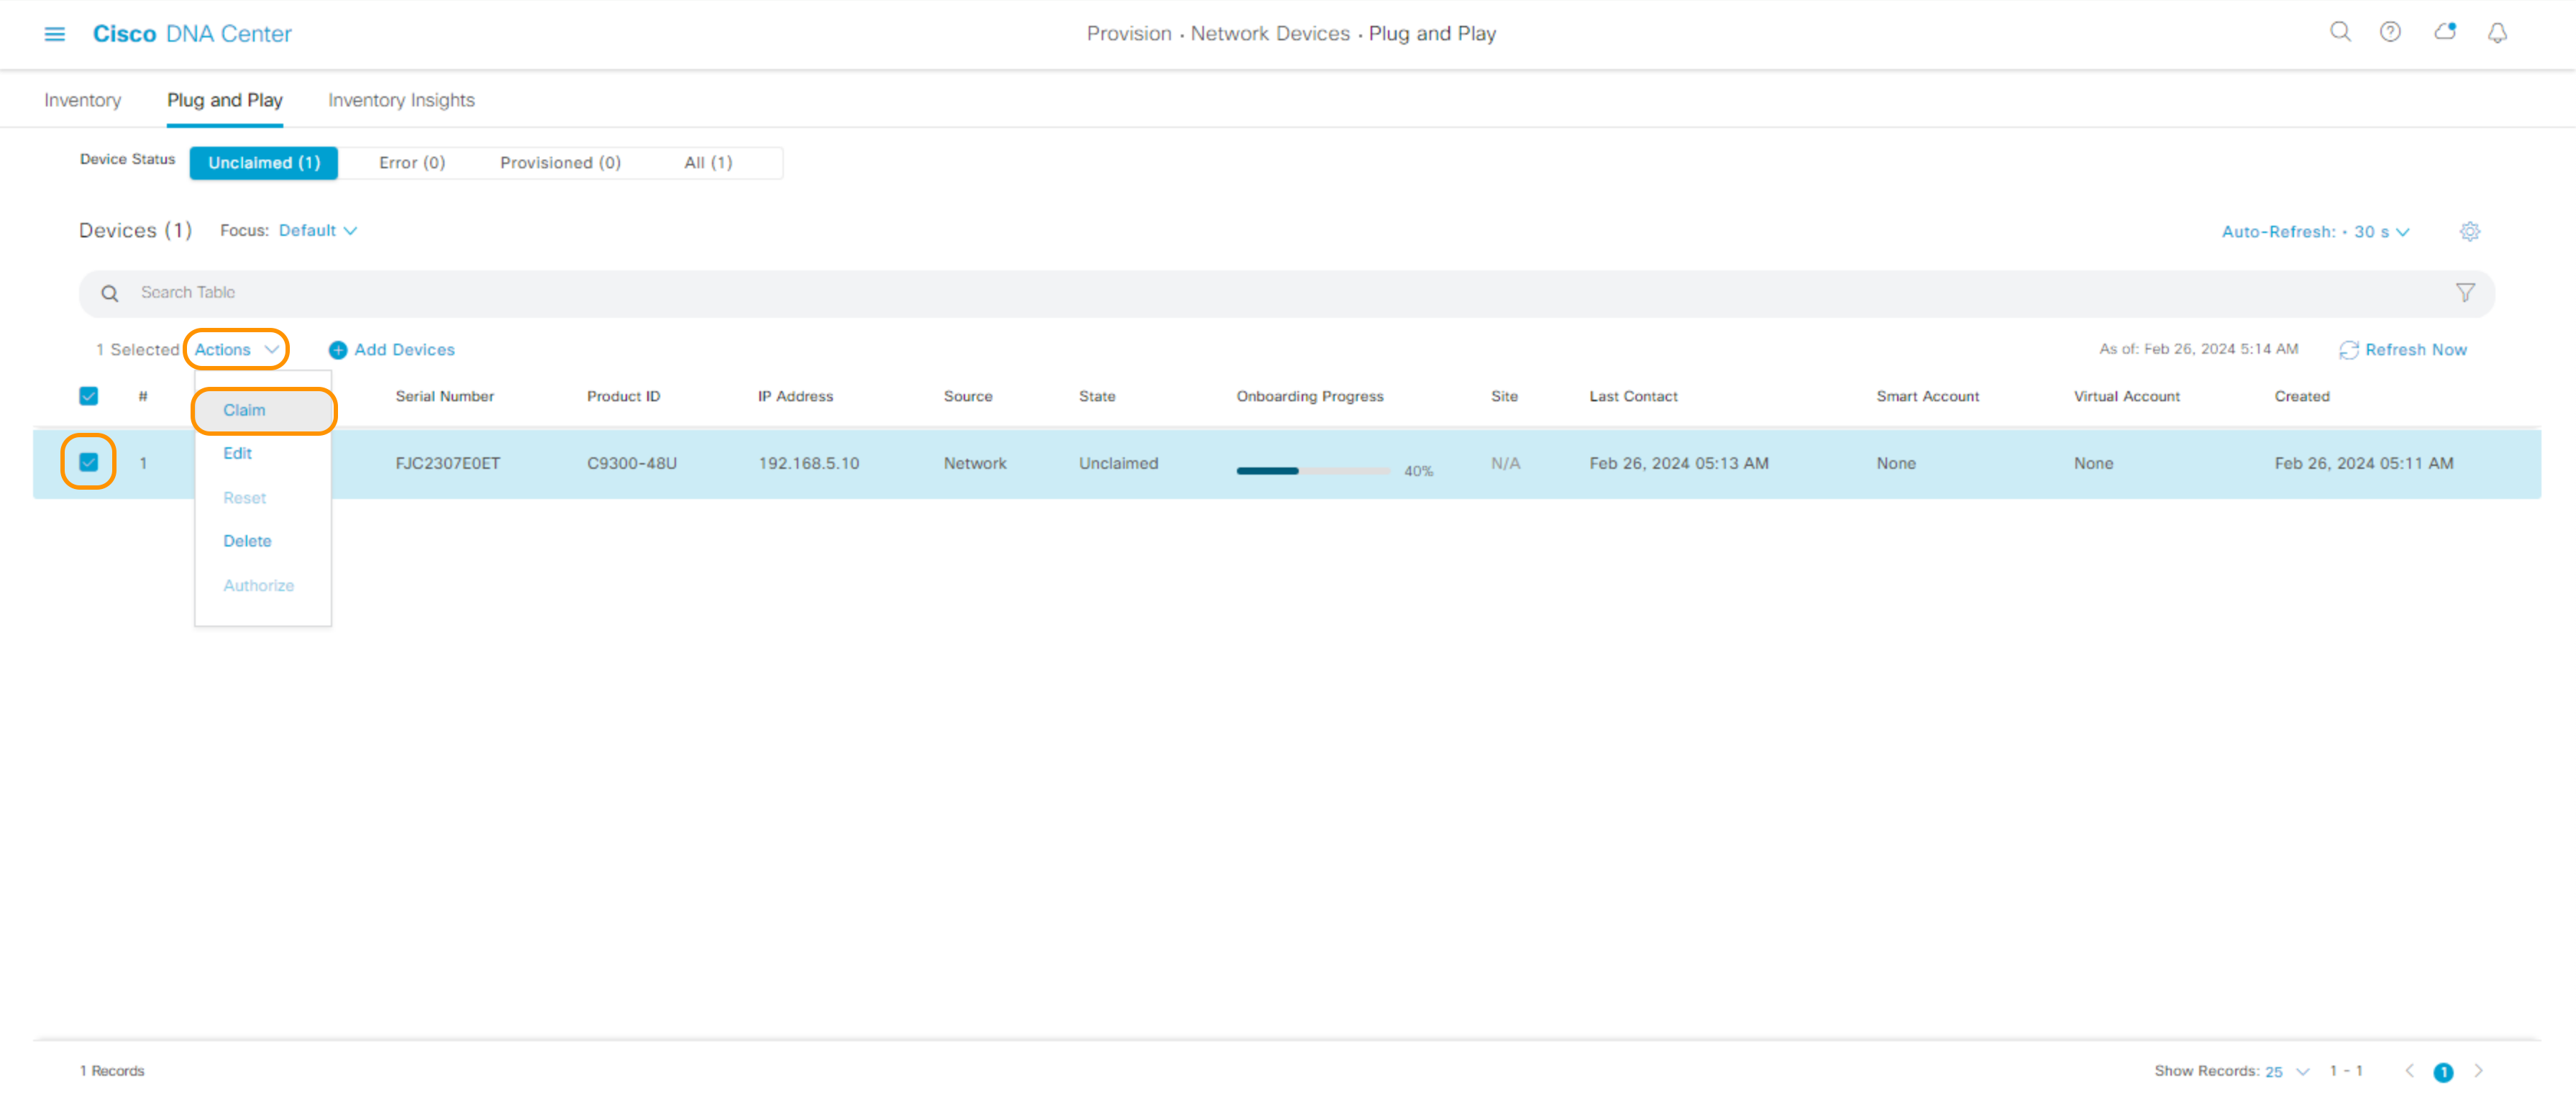 Cisco DNA Center
Provision · Network Devices · Plug and Play
Inventory Plug and Play Inventory Insights
Device Status Unclaimed (1) Error (0) Provisioned (0) All (1)
Devices (1) Focus: Default Auto-Refresh: · 30 s
Search Table
1 Selected Actions Add Devices As of: Feb 26, 2024 5:14 AM Refresh Now
# Serial Number Product ID IP Address Source State Onboarding Progress Site Last Contact Smart Account Virtual Account Created
Claim
1 FJC2307E0ET C9300-48U 192.168.5.10 Network Unclaimed 40% N/A Feb 26, 2024 05:13 AM None None Feb 26, 2024 05:11 AM
Edit
Reset
Delete
Authorize
1 Records Show Records: 25 1 - 1 1